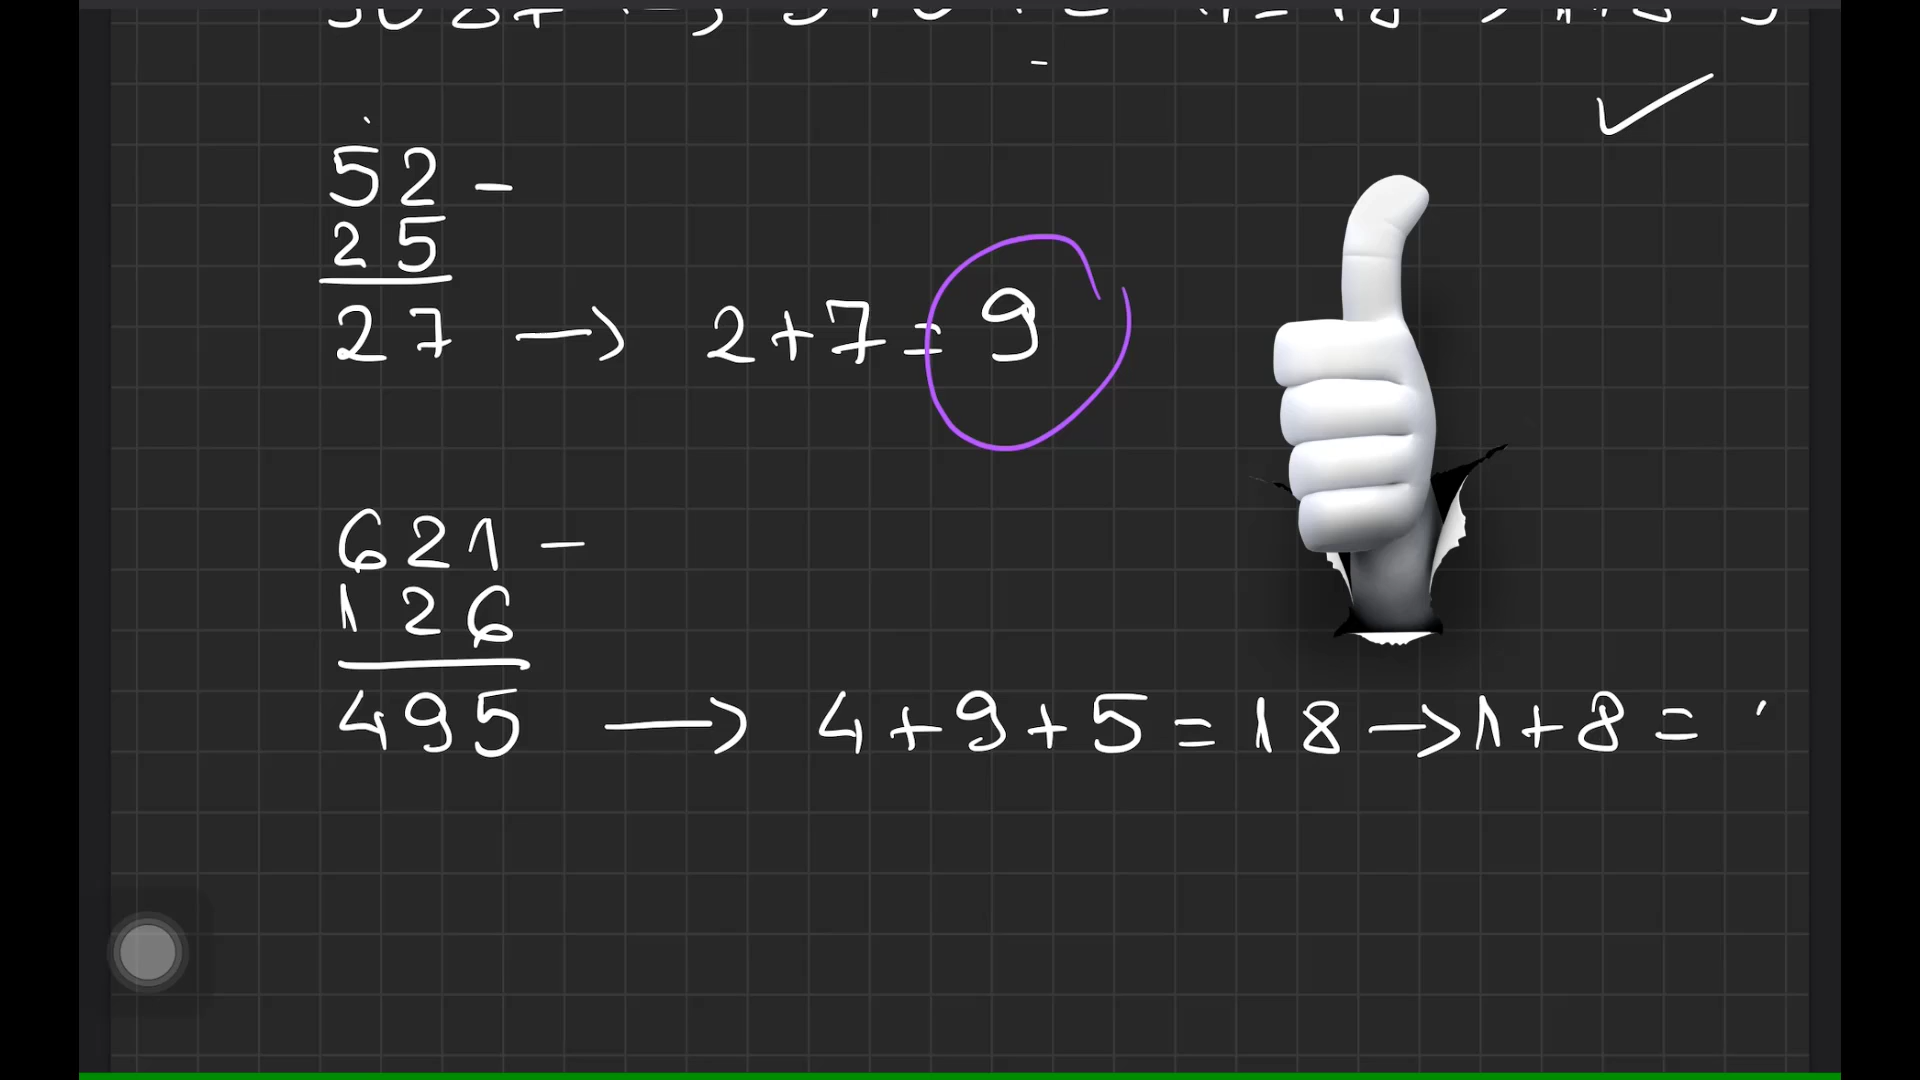 52 -
25
27 → 2+7=9
621 -
126
495 → 4+9+5=18→1+8=